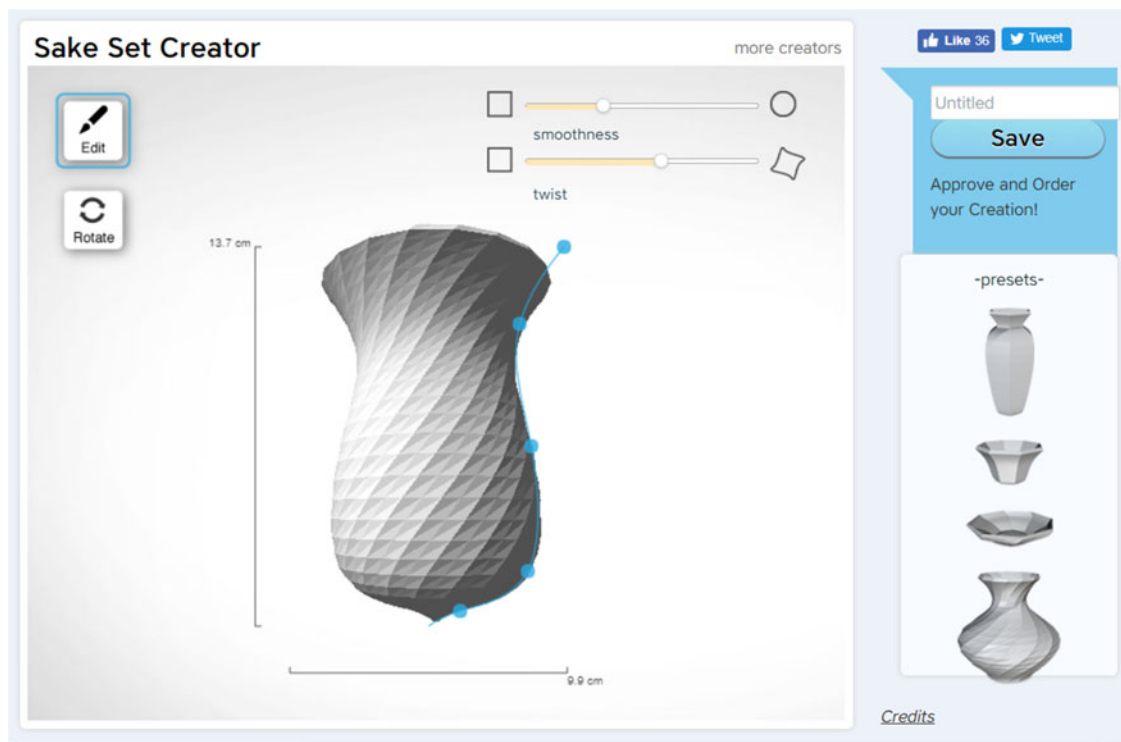 Sake Set Creator
more creators
Like 36
Tweet
Untitled
Save
Approve and Order
your Creation!
Edit
Rotate
smoothness
twist
13.7 cm
9.9 cm
-presets-
Credits